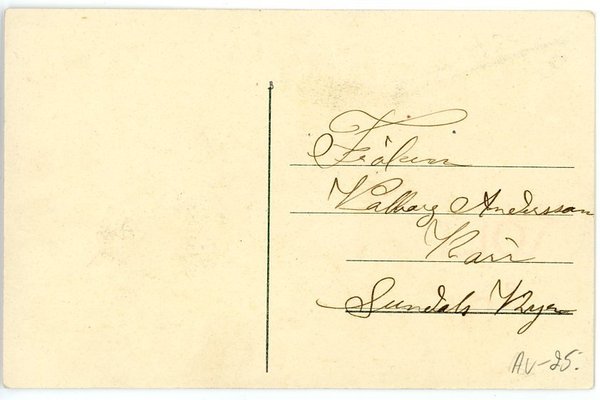 Fröken
Valborg Andersson
Kärr
Sundals Ryr
AV-25.